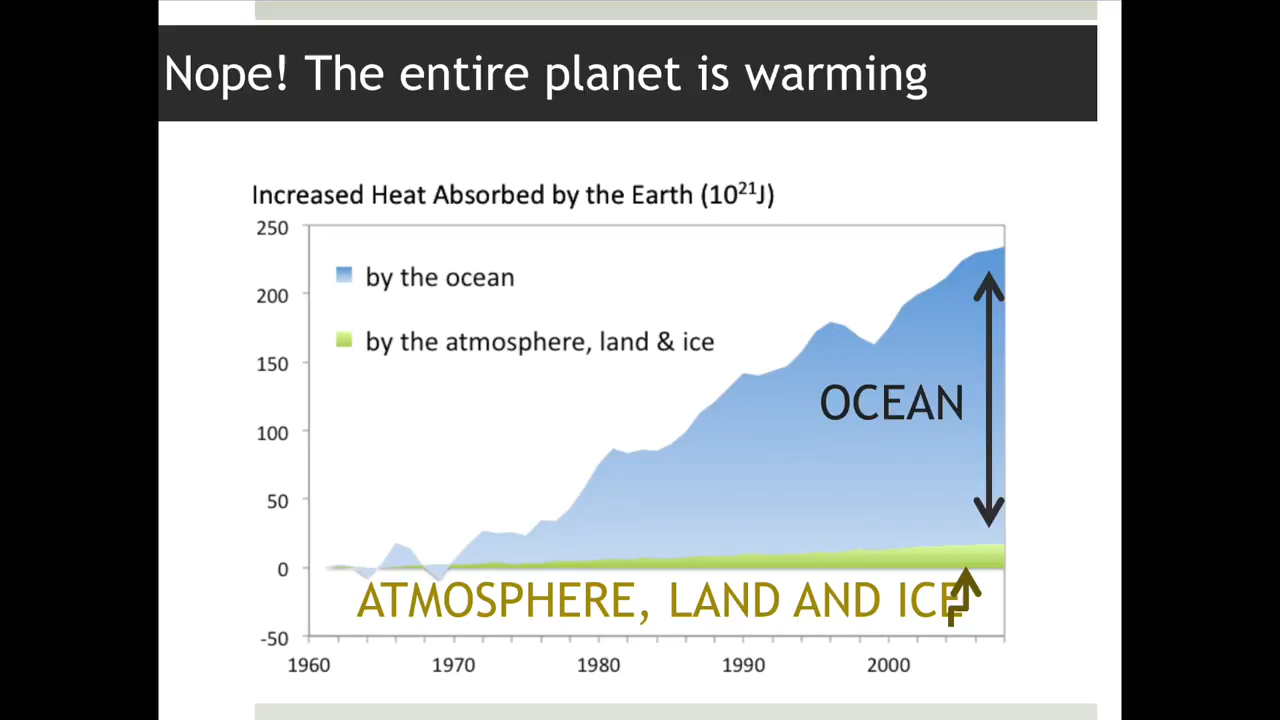 Nope! The entire planet is warming
Increased Heat Absorbed by the Earth (10²¹J)
250
by the ocean
200
by the atmosphere, land & ice
150
OCEAN
100
50
0
ATMOSPHERE, LAND AND ICE
-50
1960 1970 1980 1990 2000